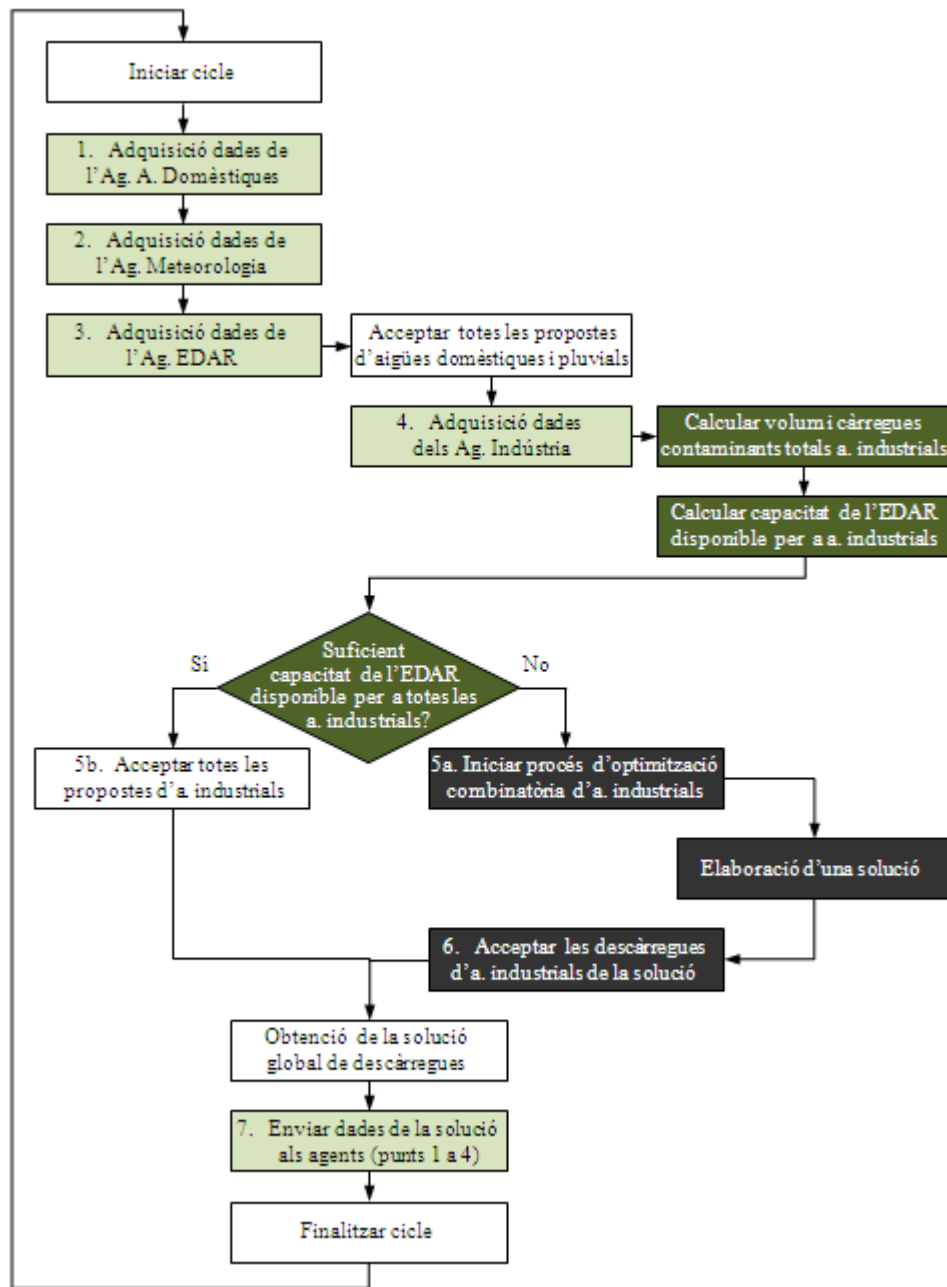 Iniciar cicle
1. Adquisició dades de
l'Ag. A. Domèstiques
2. Adquisició dades de
l'Ag. Meteorologia
3. Adquisició dades de
l'Ag. EDAR
Acceptar totes les propostes
d'aigües domèstiques i pluvials
4. Adquisició dades
dels Ag. Indústria
Calcular volum i càrregues
contaminants totals a. industrials
Calcular capacitat de l'EDAR
disponible per a a. industrials
Suficient
capacitat de l'EDAR
disponible per a totes les
a. industrials?
Si
No
5b. Acceptar totes les
propostes d'a. industrials
5a. Iniciar procés d'optimització
combinatòria d'a. industrials
Elaboració d'una solució
6. Acceptar les descàrregues
d'a. industrials de la solució
Obtenció de la solució
global de descàrregues
7. Enviar dades de la solució
als agents (punts 1 a 4)
Finalitzar cicle